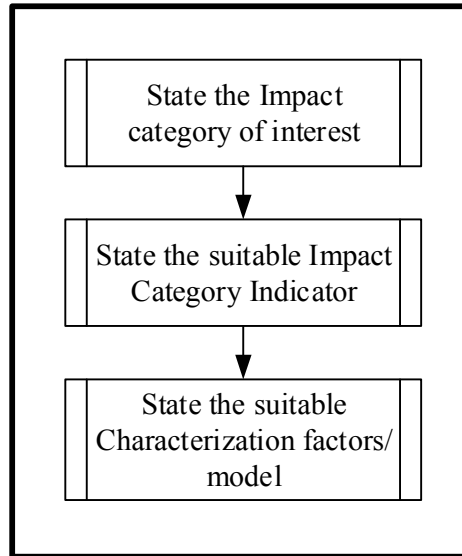 State the Impact
category of interest
State the suitable Impact
Category Indicator
State the suitable
Characterization factors/
model